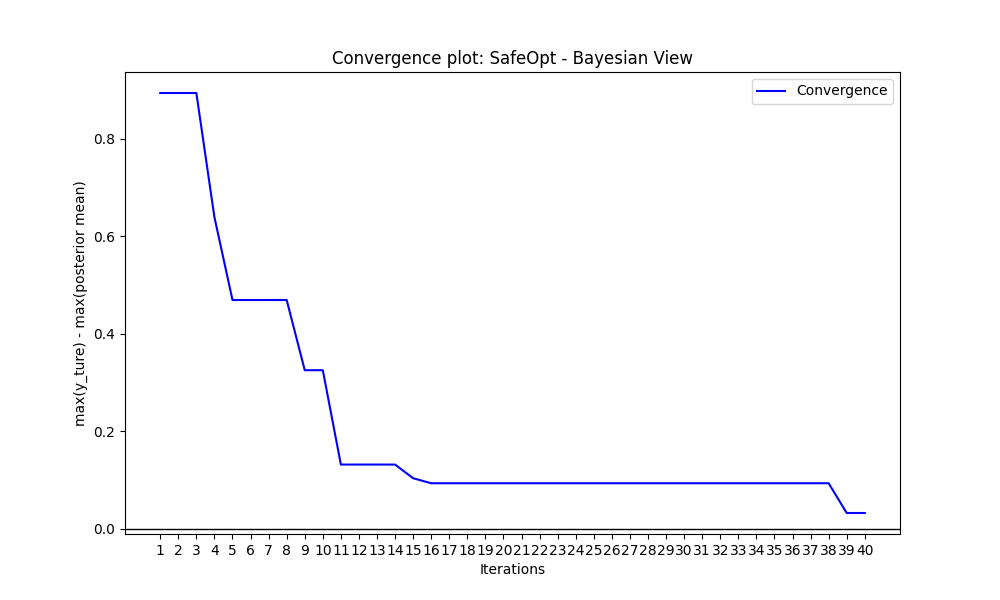 Convergence plot: SafeOpt - Bayesian View
Convergence
max(y_ture) - max(posterior mean)
0.8
0.6
0.4
0.2
0.0
1 2 3 4 5 6 7 8 9 10 11 12 13 14 15 16 17 18 19 20 21 22 23 24 25 26 27 28 29 30 31 32 33 34 35 36 37 38 39 40
Iterations